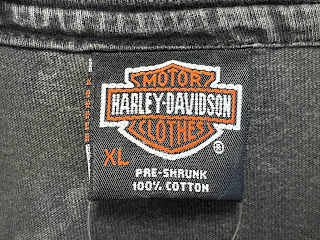 MOTOR
HARLEY-DAVIDSON
CLOTHES
®
XL
PRE-SHRUNK
100% COTTON